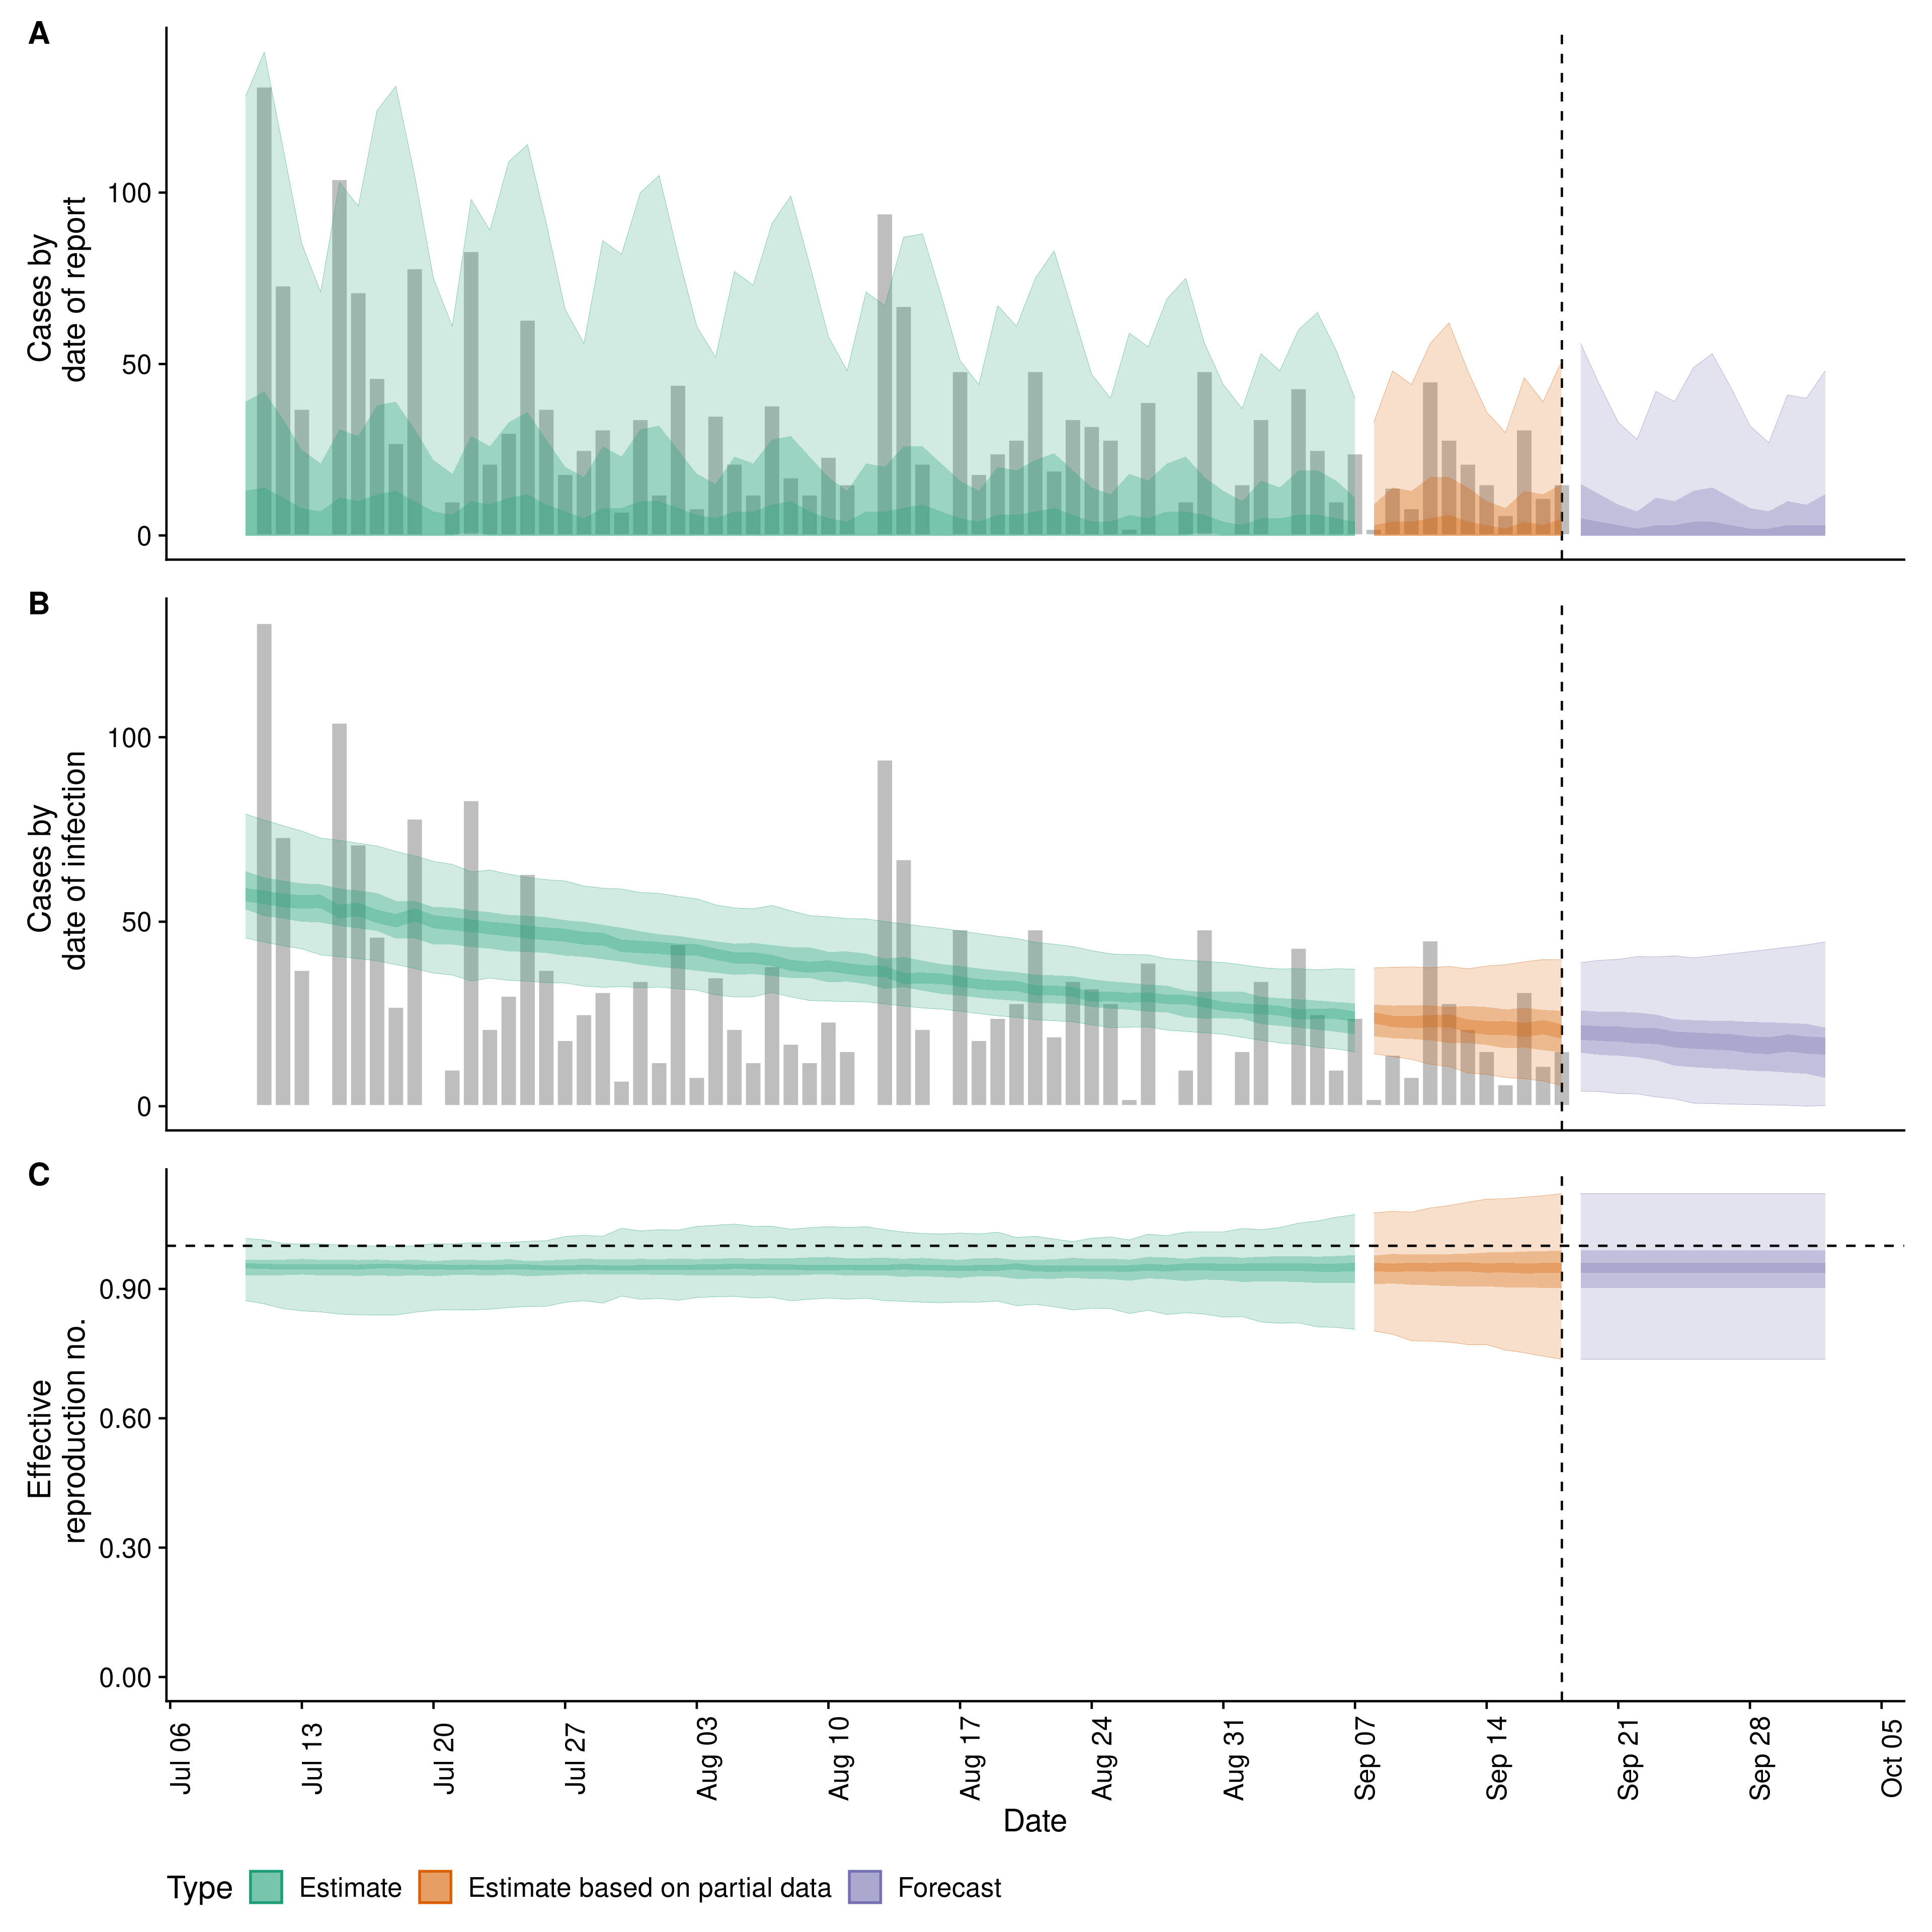 A
Cases by
date of report
100
50
0
B
Cases by
date of infection
100
50
0
C
Effective
reproduction no.
0.90
0.60
0.30
0.00
Jul 06
Jul 13
Jul 20
Jul 27
Aug 03
Aug 10
Aug 17
Aug 24
Aug 31
Sep 07
Sep 14
Sep 21
Sep 28
Oct 05
Date
Type Estimate Estimate based on partial data Forecast